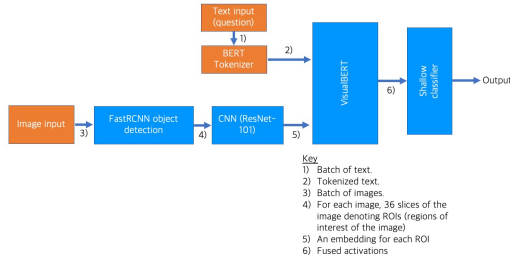 Text input
(question)
1)
BERT
Tokenizer
2)
VisualBERT
6)
Shallow
classifier
Output
Image input
3)
FastRCNN object
detection
4)
CNN (ResNet-
101)
5)
Key
1) Batch of text.
2) Tokenized text.
3) Batch of images.
4) For each image, 36 slices of the
image denoting ROIs (regions of
interest of the image)
5) An embedding for each ROI
6) Fused activations